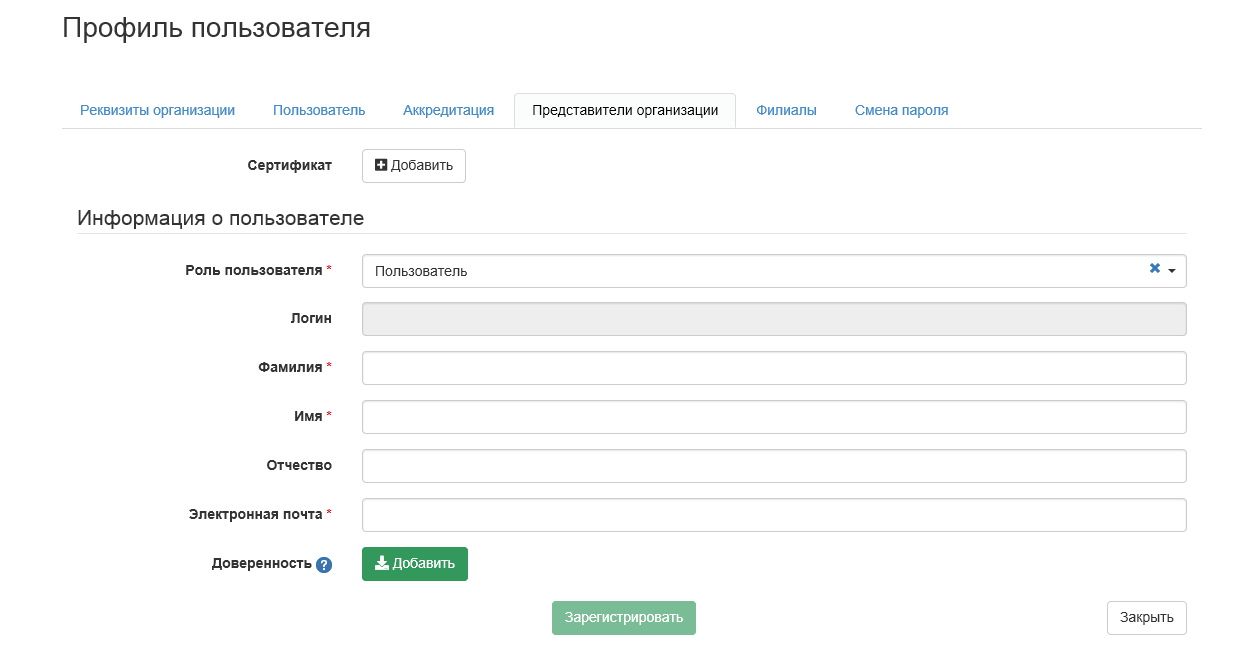 Профиль пользователя
Реквизиты организации Пользователь Аккредитация Представители организации Филиалы Смена пароля
Сертификат Добавить
Информация о пользователе
Роль пользователя * Пользователь
Логин
Фамилия *
Имя *
Отчество
Электронная почта *
Доверенность ? Добавить
Зарегистрировать Закрыть